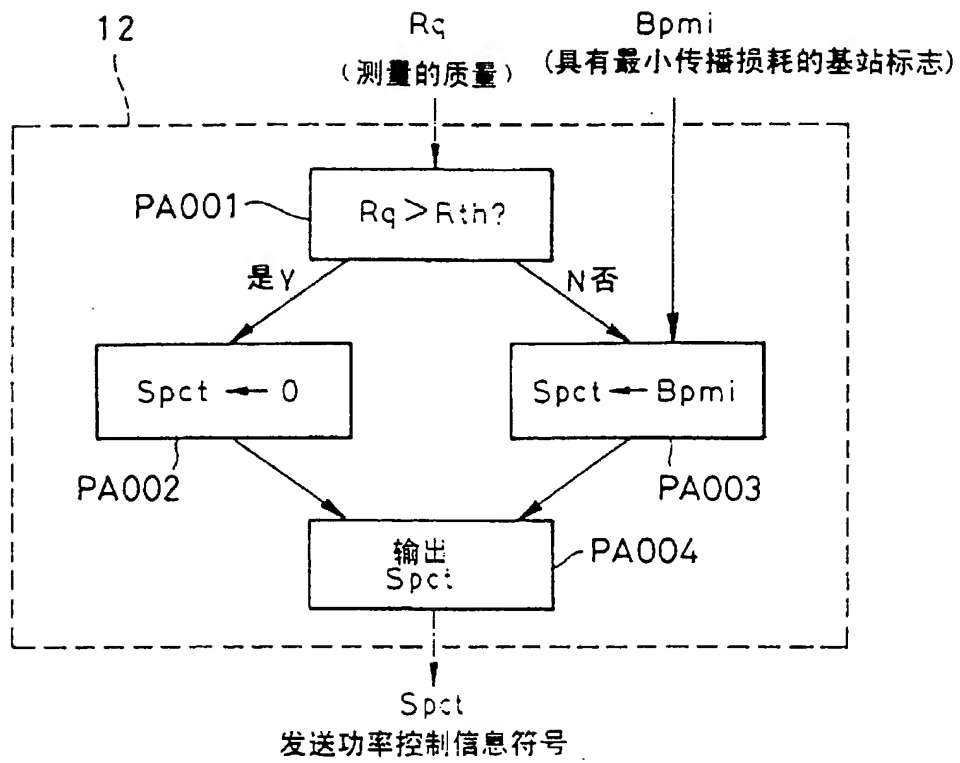 12
Rq
(测量的质量)
Bpmi
(具有最小传播损耗的基站标志)
PA001
Rq>Rth?
是Y
N否
Spct ← 0
Spct ← Bpmi
PA002
PA003
输出
Spct
PA004
Spct
发送功率控制信息符号